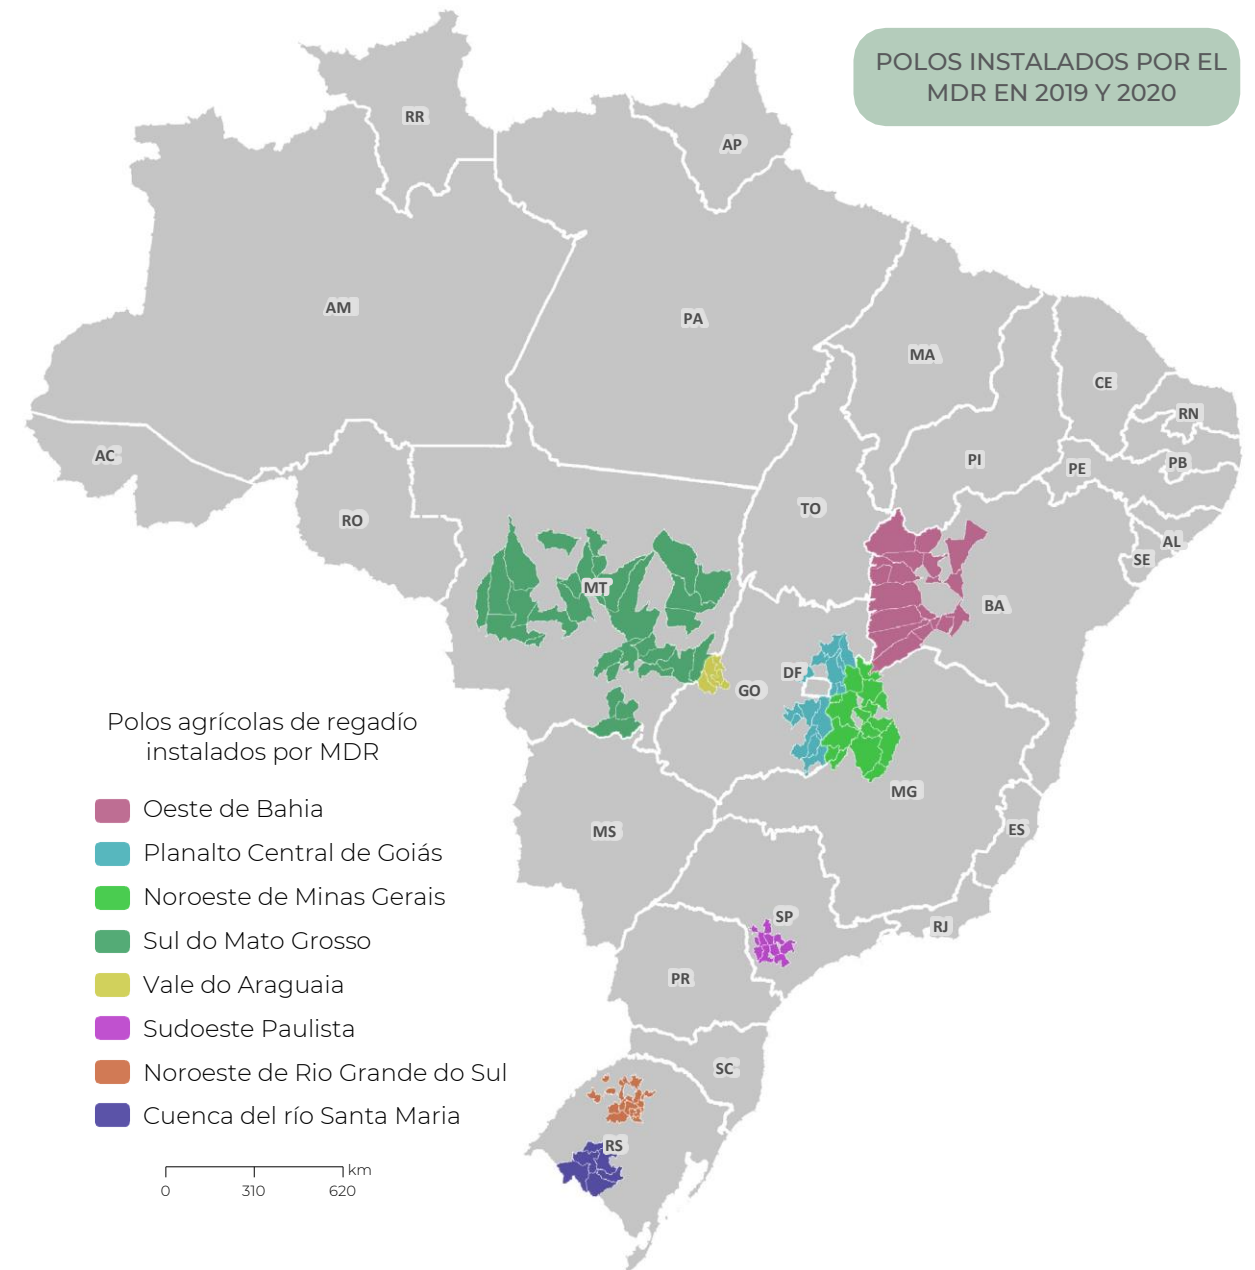 POLOS INSTALADOS POR EL
MDR EN 2019 Y 2020
RR
AP
AM
PA
MA
CE
RN
AC
PI
PE
PB
RO
TO
AL
SE
MT
BA
DF
GO
Polos agrícolas de regadío
instalados por MDR
Oeste de Bahia
Planalto Central de Goiás
Noroeste de Minas Gerais
Sul do Mato Grosso
Vale do Araguaia
Sudoeste Paulista
Noroeste de Rio Grande do Sul
Cuenca del río Santa Maria
MG
MS
ES
SP
RJ
PR
SC
RS
km
0 310 620